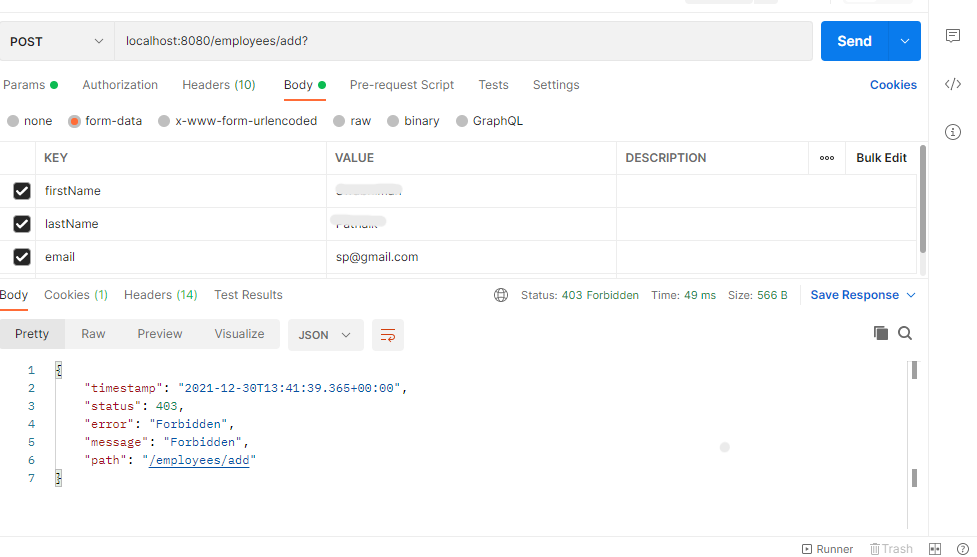 POST localhost:8080/employees/add? Send
Params Authorization Headers (10) Body Pre-request Script Tests Settings Cookies
none form-data x-www-form-urlencoded raw binary GraphQL
KEY VALUE DESCRIPTION ooo Bulk Edit
firstName
lastName
email sp@gmail.com
Body Cookies (1) Headers (14) Test Results Status: 403 Forbidden Time: 49 ms Size: 566 B Save Response
Pretty Raw Preview Visualize JSON
1 {
2 "timestamp": "2021-12-30T13:41:39.365+00:00",
3 "status": 403,
4 "error": "Forbidden",
5 "message": "Forbidden",
6 "path": "/employees/add"
7 }
Runner Trash